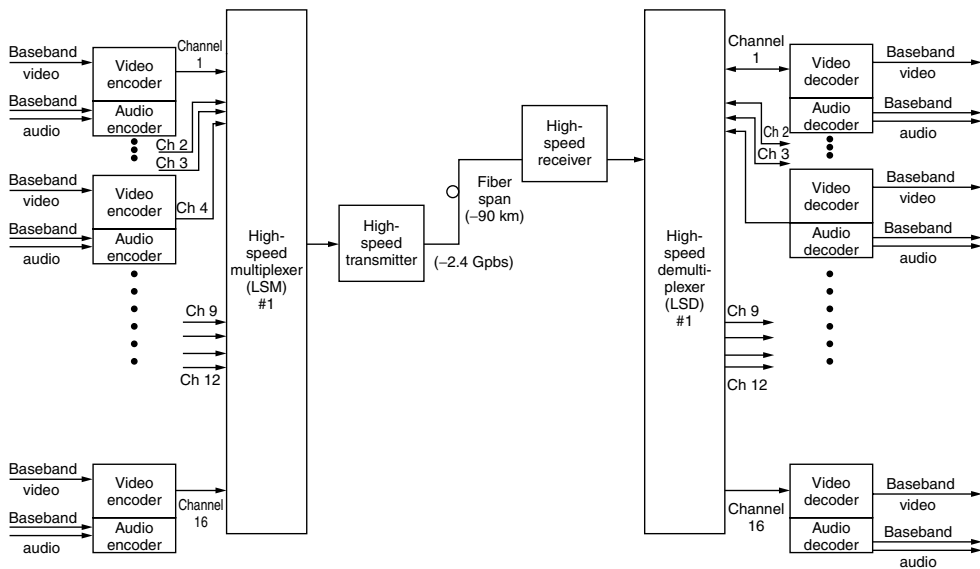 Baseband
video
Baseband
audio
Video
encoder
Audio
encoder
Channel
1
Ch 2
Ch 3
Baseband
video
Baseband
audio
Video
encoder
Audio
encoder
Ch 4
Ch 9
Ch 12
Baseband
video
Baseband
audio
Video
encoder
Audio
encoder
Channel
16
High-
speed
multiplexer
(LSM)
#1
High-
speed
transmitter
(−2.4 Gpbs)
Fiber
span
(−90 km)
High-
speed
receiver
High-
speed
demulti-
plexer
(LSD)
#1
Channel
1
Ch 2
Ch 3
Video
decoder
Audio
decoder
Baseband
video
Baseband
audio
Video
decoder
Audio
decoder
Baseband
video
Baseband
audio
Ch 9
Ch 12
Channel
16
Video
decoder
Audio
decoder
Baseband
video
Baseband
audio